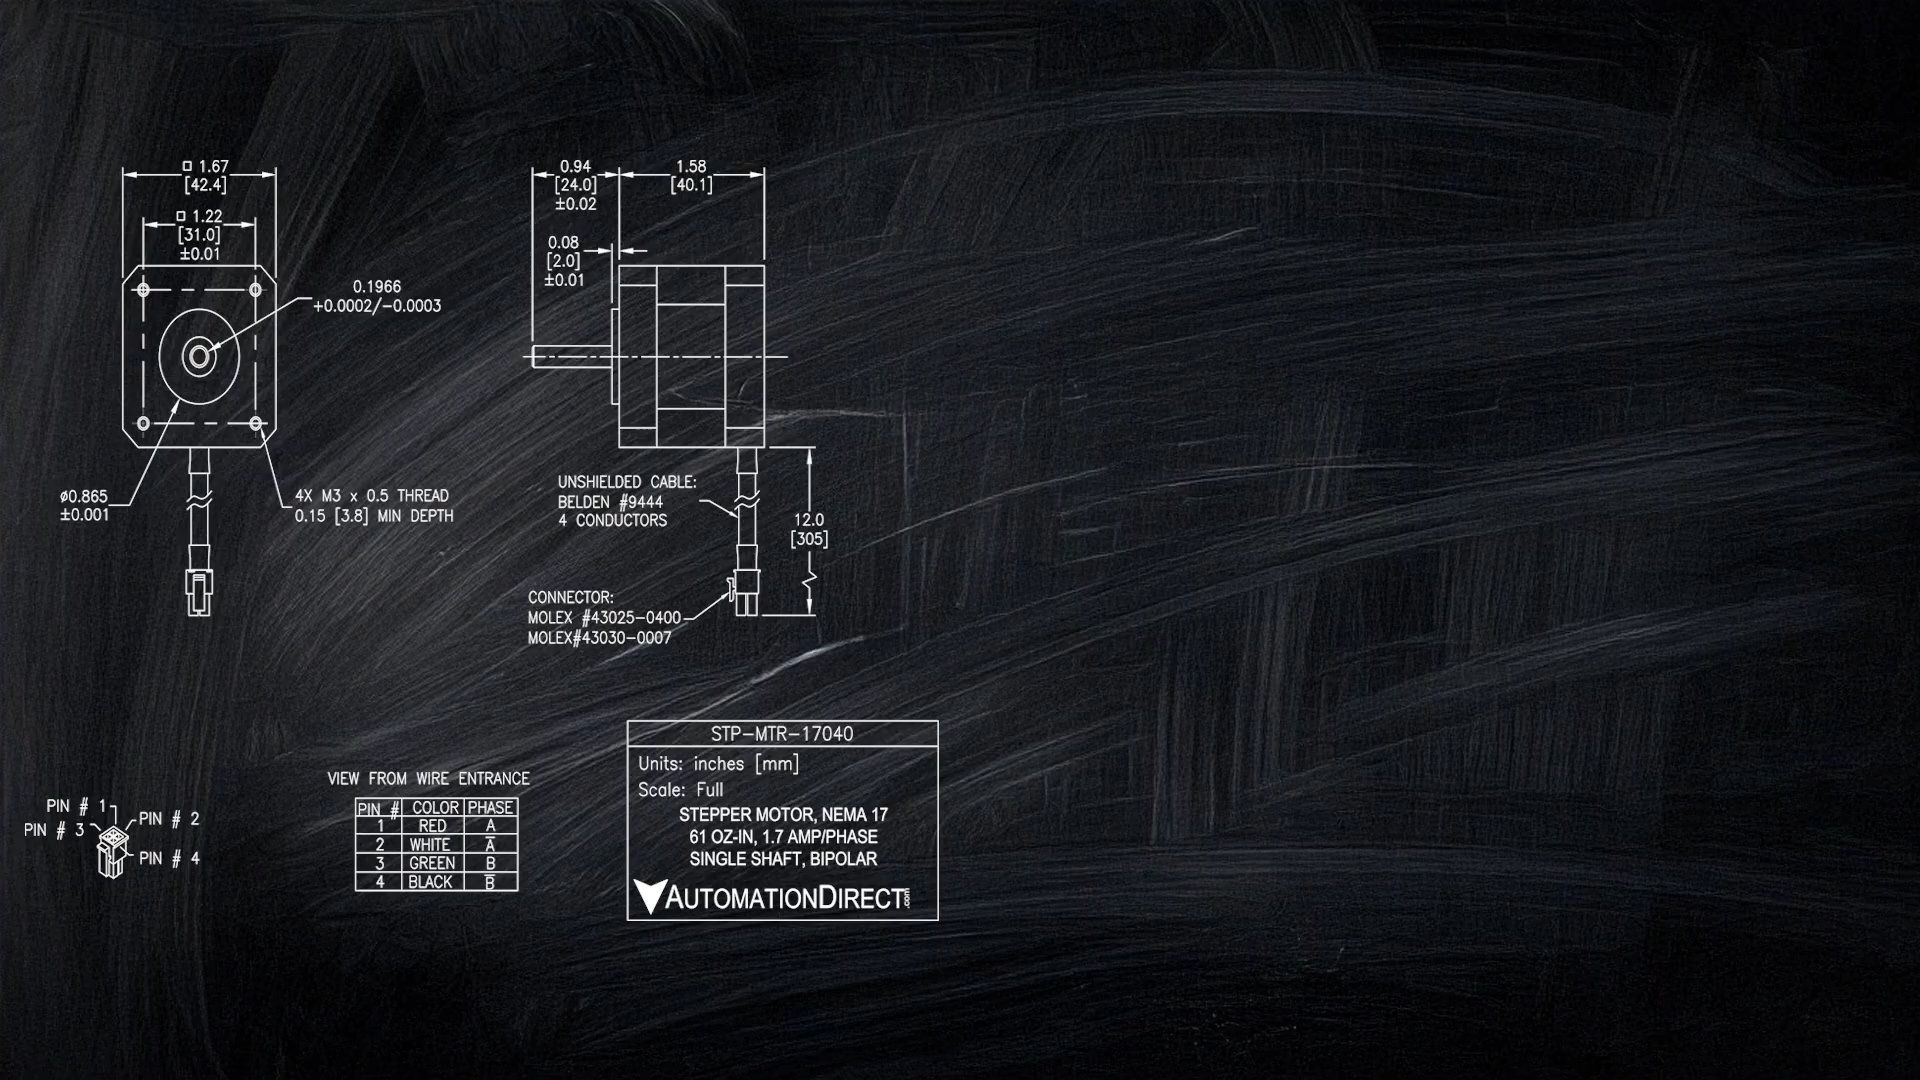 □ 1.67
[42.4]
□ 1.22
[31.0]
±0.01
0.1966
+0.0002/-0.0003
ø0.865
±0.001
4X M3 x 0.5 THREAD
0.15 [3.8] MIN DEPTH
0.94
[24.0]
±0.02
1.58
[40.1]
0.08
[2.0]
±0.01
UNSHIELDED CABLE:
BELDEN #9444
4 CONDUCTORS
12.0
[305]
CONNECTOR:
MOLEX #43025-0400
MOLEX#43030-0007
PIN # 1
PIN # 2
PIN # 3
PIN # 4
VIEW FROM WIRE ENTRANCE
PIN # COLOR PHASE
1 RED A
2 WHITE A̅
3 GREEN B
4 BLACK B̅
STP-MTR-17040
Units: inches [mm]
Scale: Full
STEPPER MOTOR, NEMA 17
61 OZ-IN, 1.7 AMP/PHASE
SINGLE SHAFT, BIPOLAR
AUTOMATIONDIRECT.com